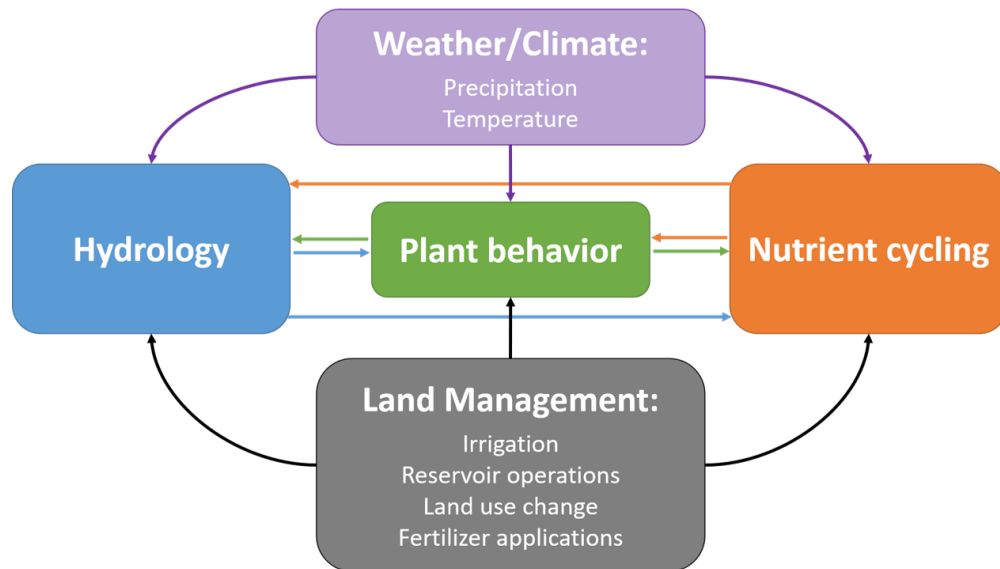 Weather/Climate:
Precipitation
Temperature
Hydrology
Plant behavior
Nutrient cycling
Land Management:
Irrigation
Reservoir operations
Land use change
Fertilizer applications